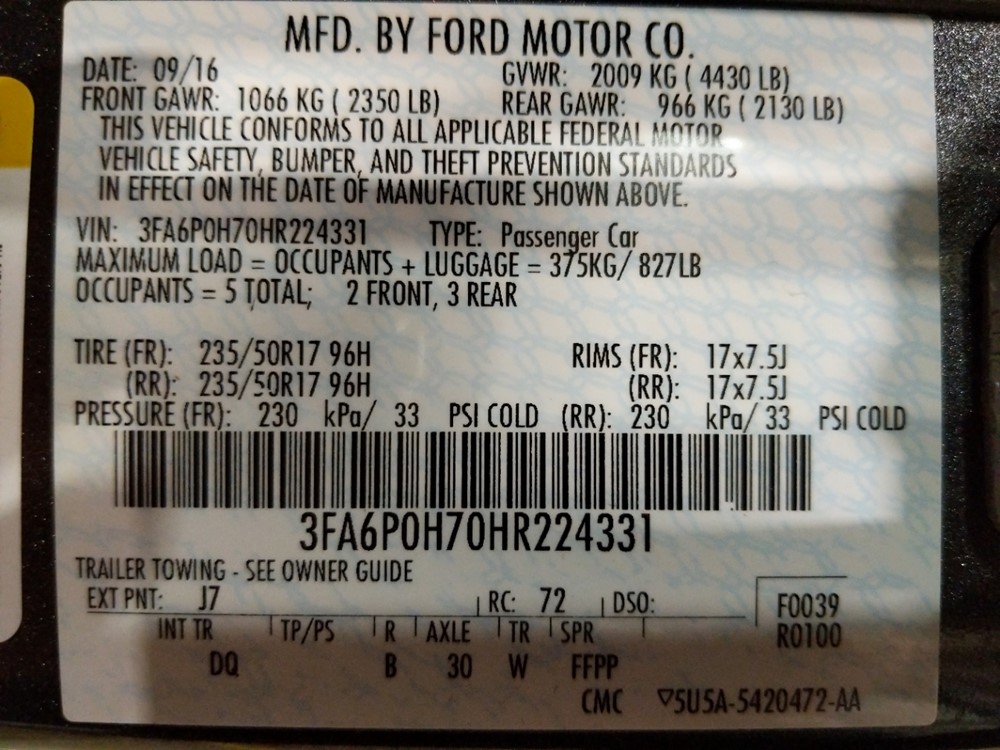 MFD. BY FORD MOTOR CO.
DATE: 09/16 GVWR: 2009 KG ( 4430 LB)
FRONT GAWR: 1066 KG ( 2350 LB) REAR GAWR: 966 KG ( 2130 LB)
THIS VEHICLE CONFORMS TO ALL APPLICABLE FEDERAL MOTOR
VEHICLE SAFETY, BUMPER, AND THEFT PREVENTION STANDARDS
IN EFFECT ON THE DATE OF MANUFACTURE SHOWN ABOVE.
VIN: 3FA6P0H70HR224331 TYPE: Passenger Car
MAXIMUM LOAD = OCCUPANTS + LUGGAGE = 375KG/ 827LB
OCCUPANTS = 5 TOTAL; 2 FRONT, 3 REAR
TIRE (FR): 235/50R17 96H RIMS (FR): 17x7.5J
(RR): 235/50R17 96H (RR): 17x7.5J
PRESSURE (FR): 230 kPa/ 33 PSI COLD (RR): 230 kPa/ 33 PSI COLD
3FA6P0H70HR224331
TRAILER TOWING - SEE OWNER GUIDE
EXT PNT: J7 RC: 72 DSO: F0039
INT TR TP/PS R AXLE TR SPR R0100
DQ B 30 W FFPP
CMC ▽5U5A-5420472-AA